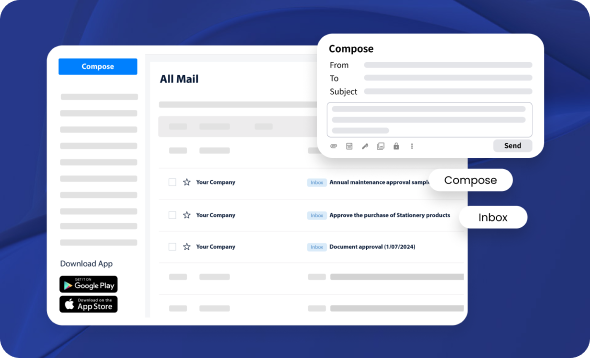 Compose
All Mail
Your Company
Inbox Annual maintenance approval sample
Your Company
Inbox Approve the purchase of Stationery products
Your Company
Inbox Document approval (1/07/2024)
Download App
GET IT ON
Google Play
Download on the
App Store
Compose
From
To
Subject
Send
Compose
Inbox